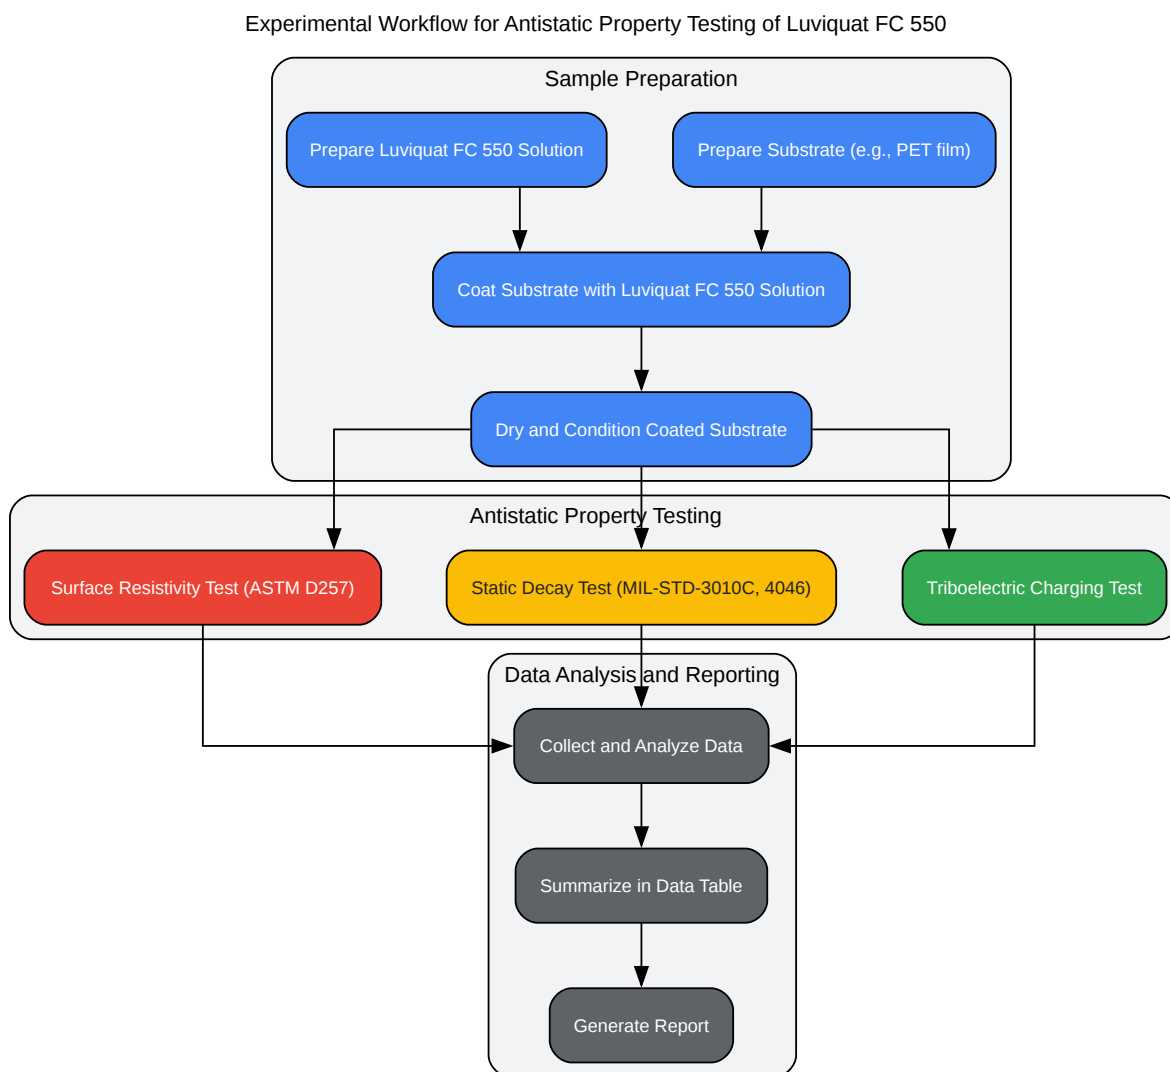 Experimental Workflow for Antistatic Property Testing of Luviquat FC 550
Sample Preparation
Prepare Luviquat FC 550 Solution
Prepare Substrate (e.g., PET film)
Coat Substrate with Luviquat FC 550 Solution
Dry and Condition Coated Substrate
Antistatic Property Testing
Surface Resistivity Test (ASTM D257)
Static Decay Test (MIL-STD-3010C, 4046)
Triboelectric Charging Test
Data Analysis and Reporting
Collect and Analyze Data
Summarize in Data Table
Generate Report